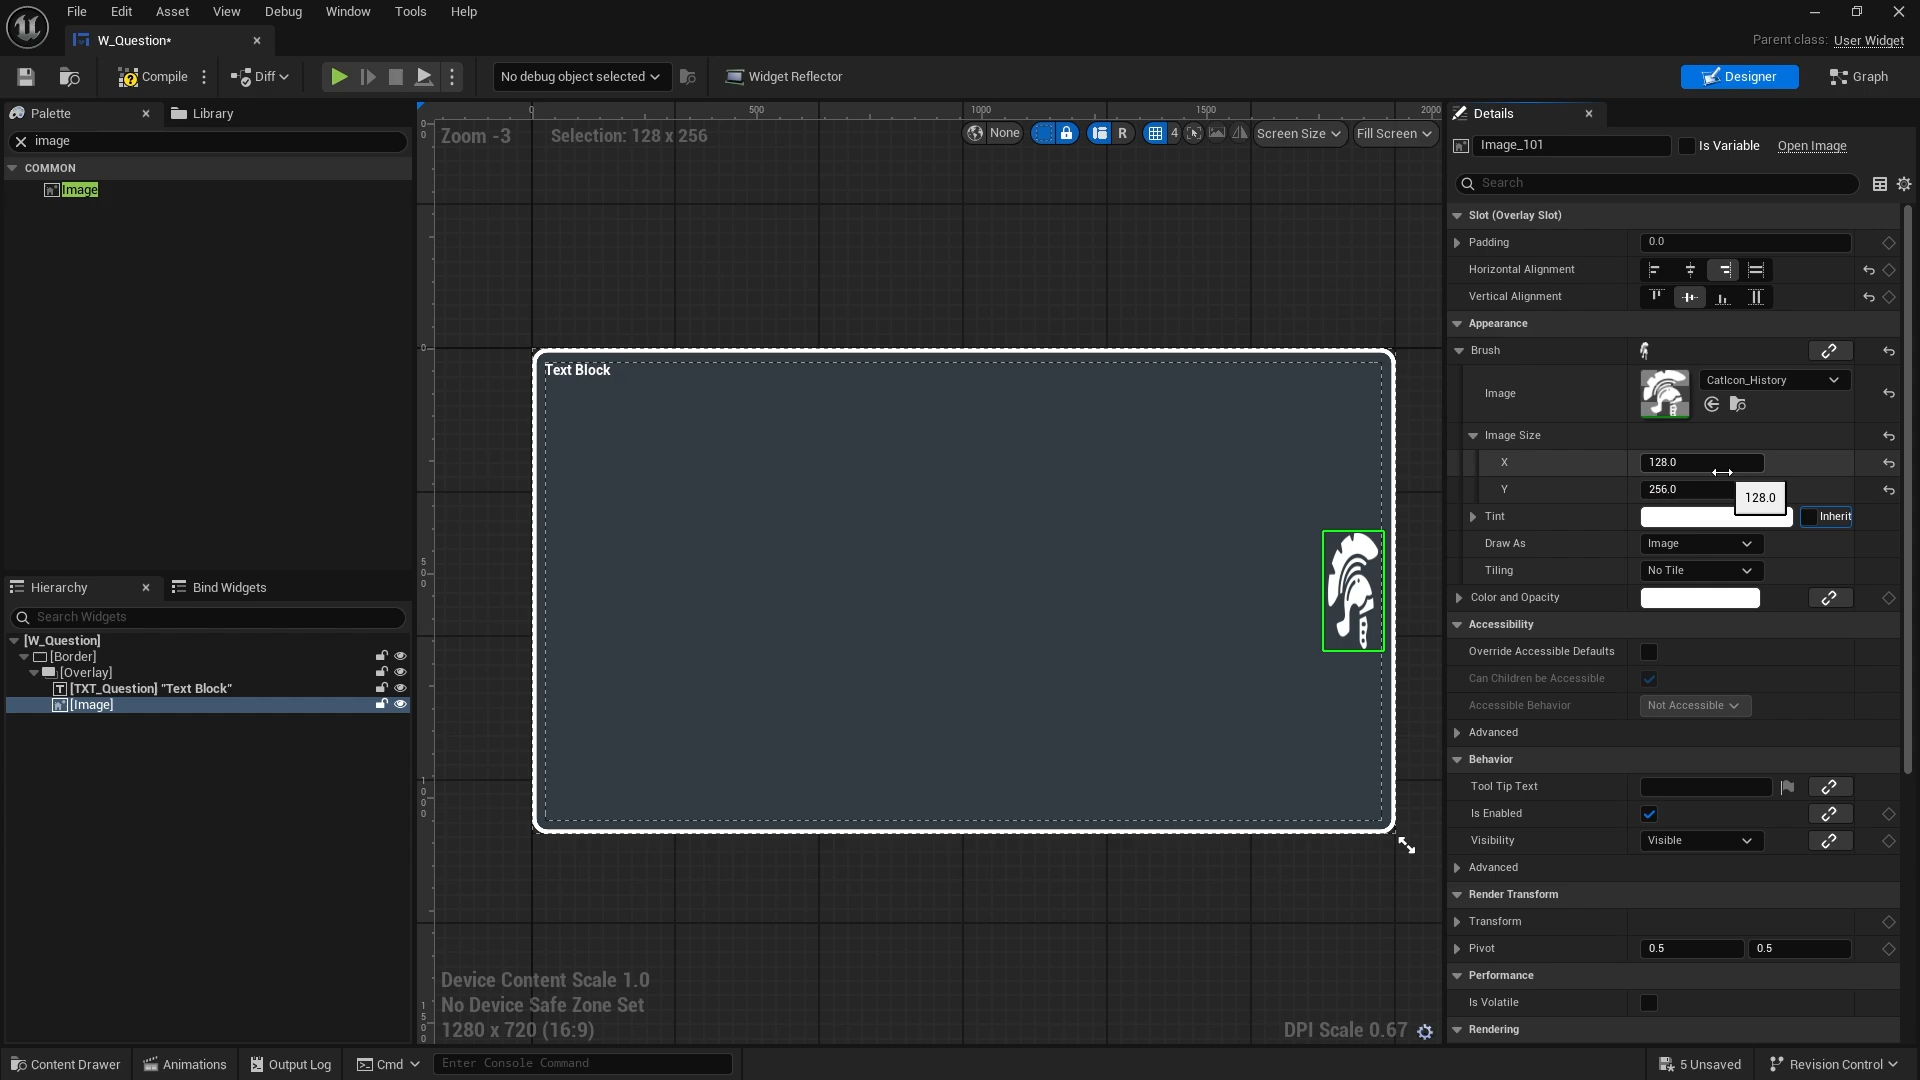 File Edit Asset View Debug Window Tools Help
W_Question*
Parent class: User Widget
Compile Diff No debug object selected Widget Reflector Designer Graph
Palette Library
image
COMMON
Image
Hierarchy Bind Widgets
Search Widgets
[W_Question]
[Border]
[Overlay]
[TXT_Question] "Text Block"
[Image]
0 500 1000 1500 2000
Zoom -3 Selection: 128 x 256
None R 4 Screen Size Fill Screen
0
0
0
500
1000
1500
Text Block
Device Content Scale 1.0
No Device Safe Zone Set
1280 x 720 (16:9)
DPI Scale 0.67
Details
Image_101 Is Variable Open Image
Search
Slot (Overlay Slot)
Padding 0.0
Horizontal Alignment
Vertical Alignment
Appearance
Brush
Image CatIcon_History
Image Size
X 128.0
Y 256.0
128.0
Tint Inherit
Draw As Image
Tiling No Tile
Color and Opacity
Accessibility
Override Accessible Defaults
Can Children be Accessible
Accessible Behavior Not Accessible
Advanced
Behavior
Tool Tip Text
Is Enabled
Visibility Visible
Advanced
Render Transform
Transform
Pivot 0.5 0.5
Performance
Is Volatile
Rendering
Content Drawer Animations Output Log Cmd Enter Console Command 5 Unsaved Revision Control